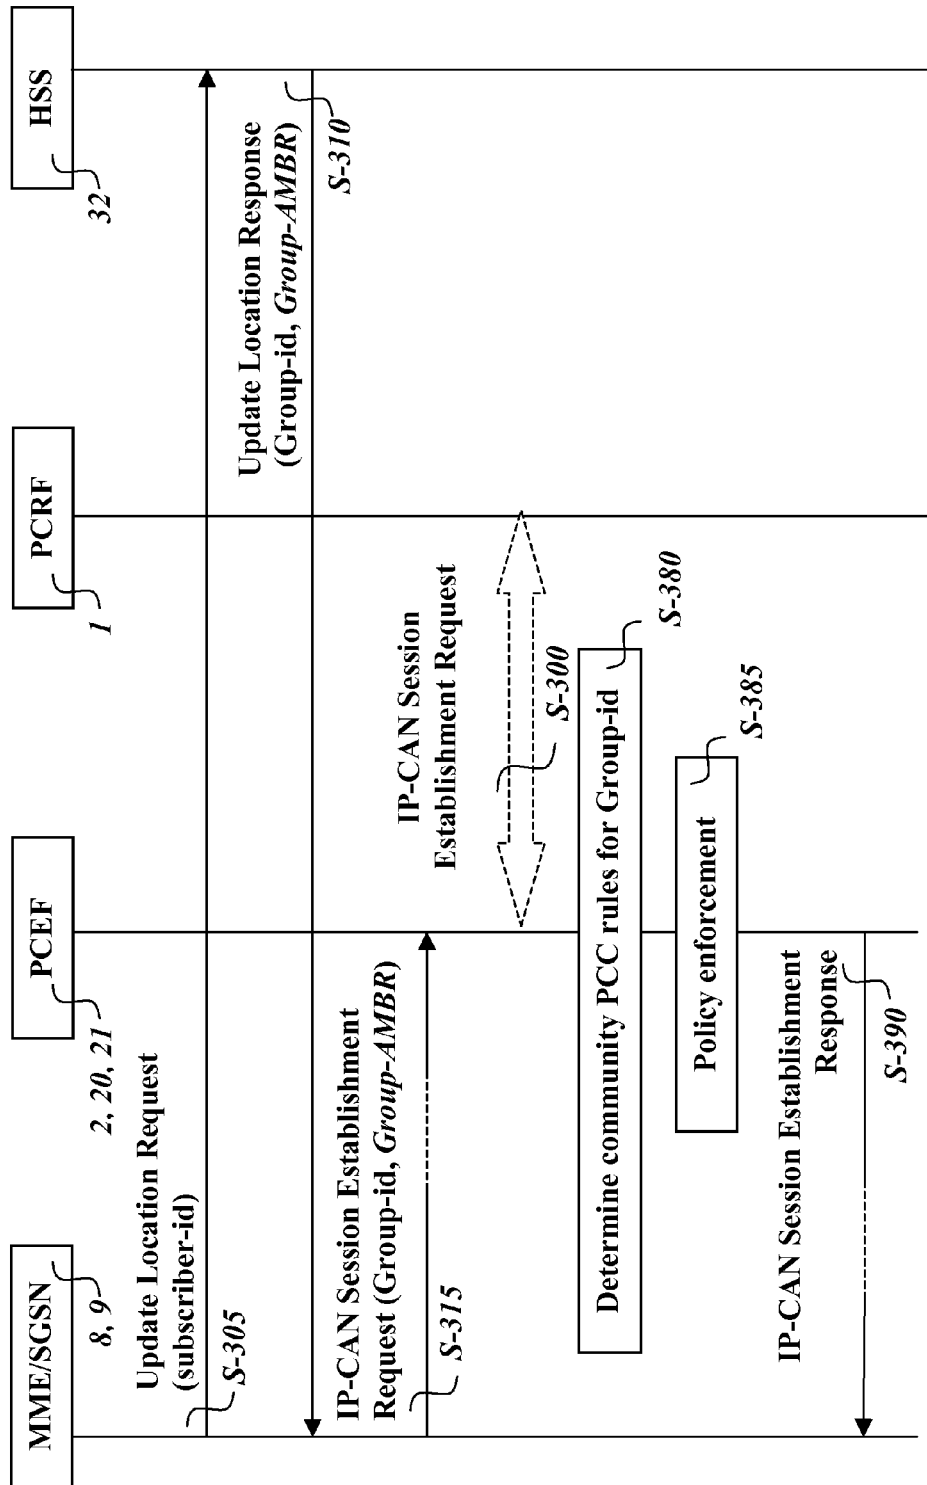 MME/SGSN
8, 9
PCEF
2, 20, 21
PCRF
1
HSS
32
Update Location Request
(subscriber-id)
S-305
Update Location Response
(Group-id, Group-AMBR)
S-310
IP-CAN Session Establishment
Request (Group-id, Group-AMBR)
S-315
IP-CAN Session
Establishment Request
S-300
Determine community PCC rules for Group-id
S-380
Policy enforcement
S-385
IP-CAN Session Establishment
Response
S-390